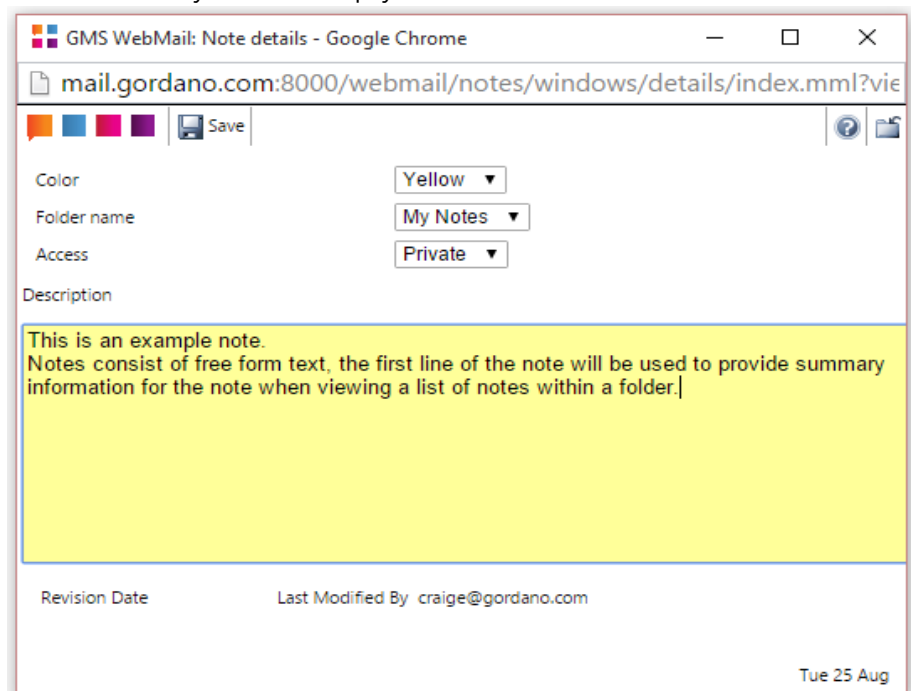 GMS WebMail: Note details - Google Chrome
mail.gordano.com:8000/webmail/notes/windows/details/index.mml?vie
Save
Color Yellow
Folder name My Notes
Access Private
Description
This is an example note.
Notes consist of free form text, the first line of the note will be used to provide summary
information for the note when viewing a list of notes within a folder.
Revision Date Last Modified By craige@gordano.com
Tue 25 Aug